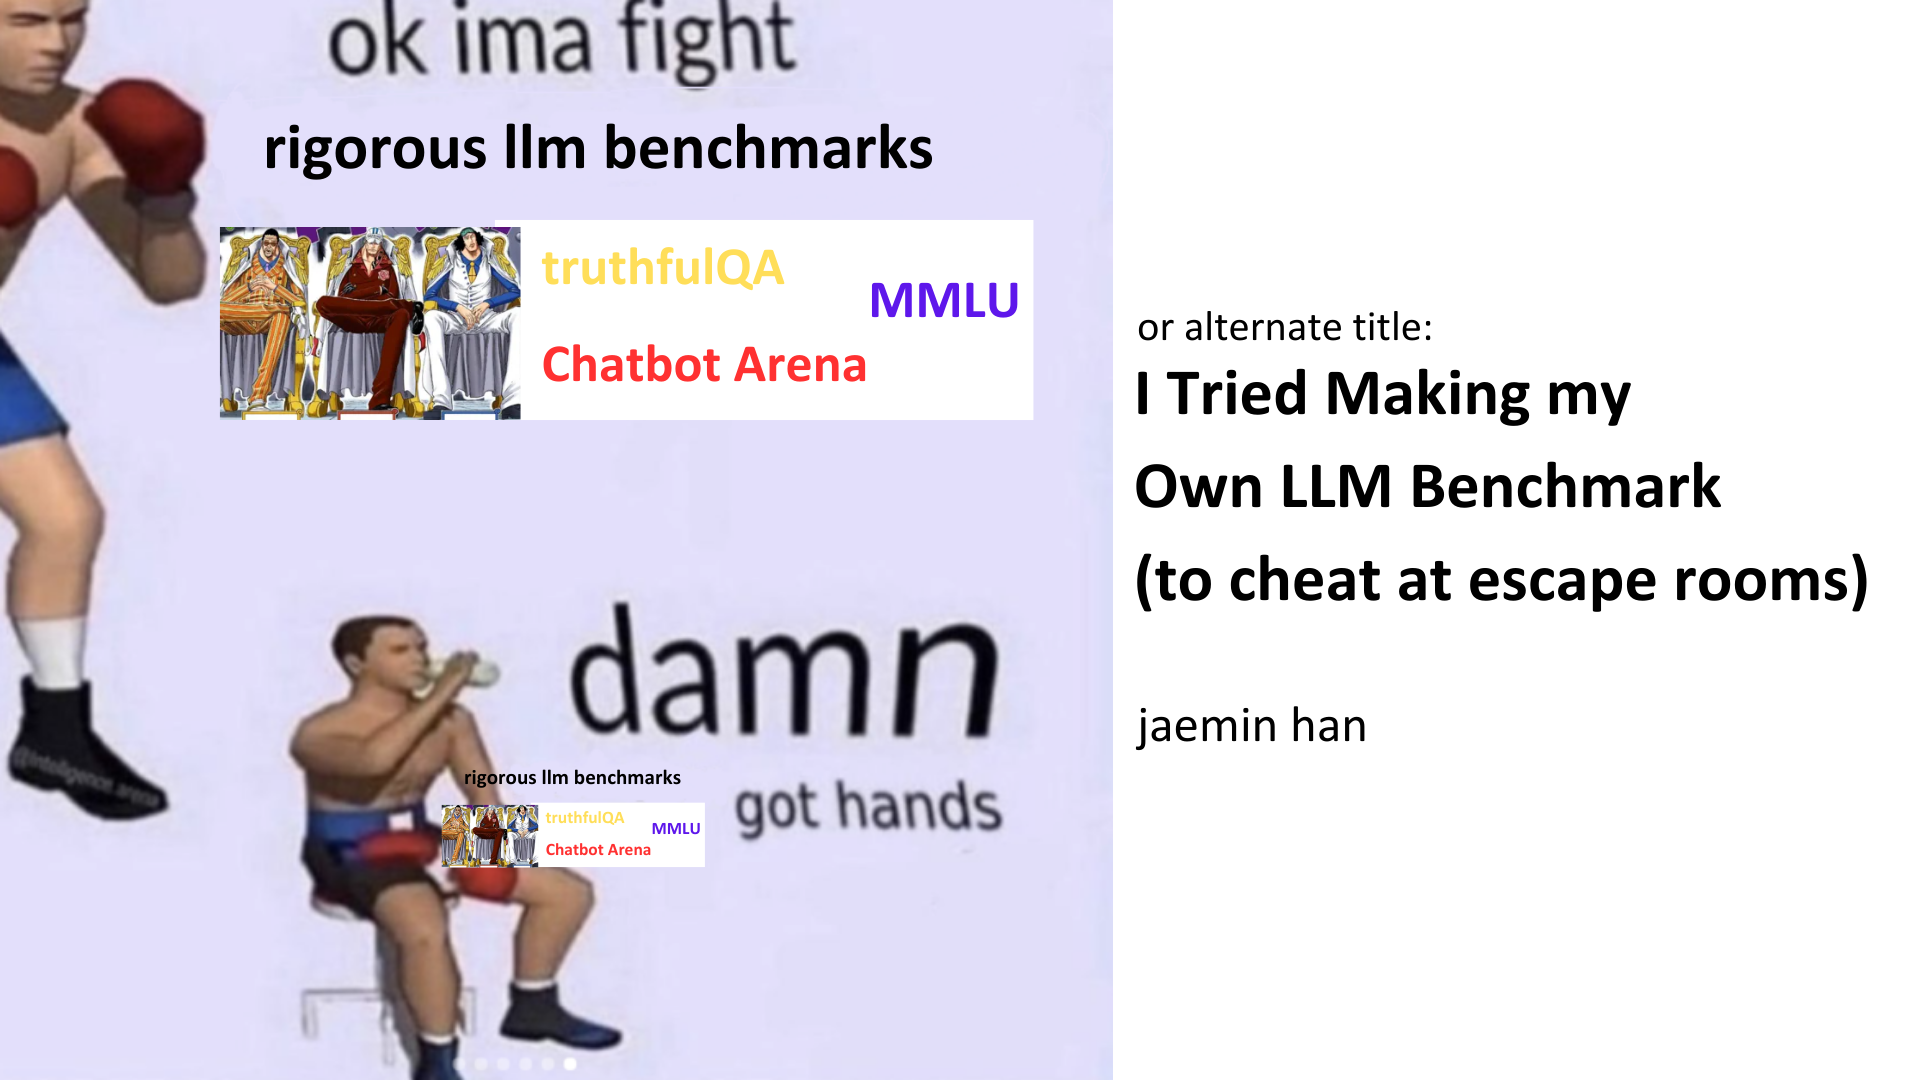 ok ima fight
rigorous llm benchmarks
truthfulQA
MMLU
Chatbot Arena
damn
got hands
rigorous llm benchmarks
truthfulQA
MMLU
Chatbot Arena
or alternate title:
I Tried Making my
Own LLM Benchmark
(to cheat at escape rooms)
jaemin han